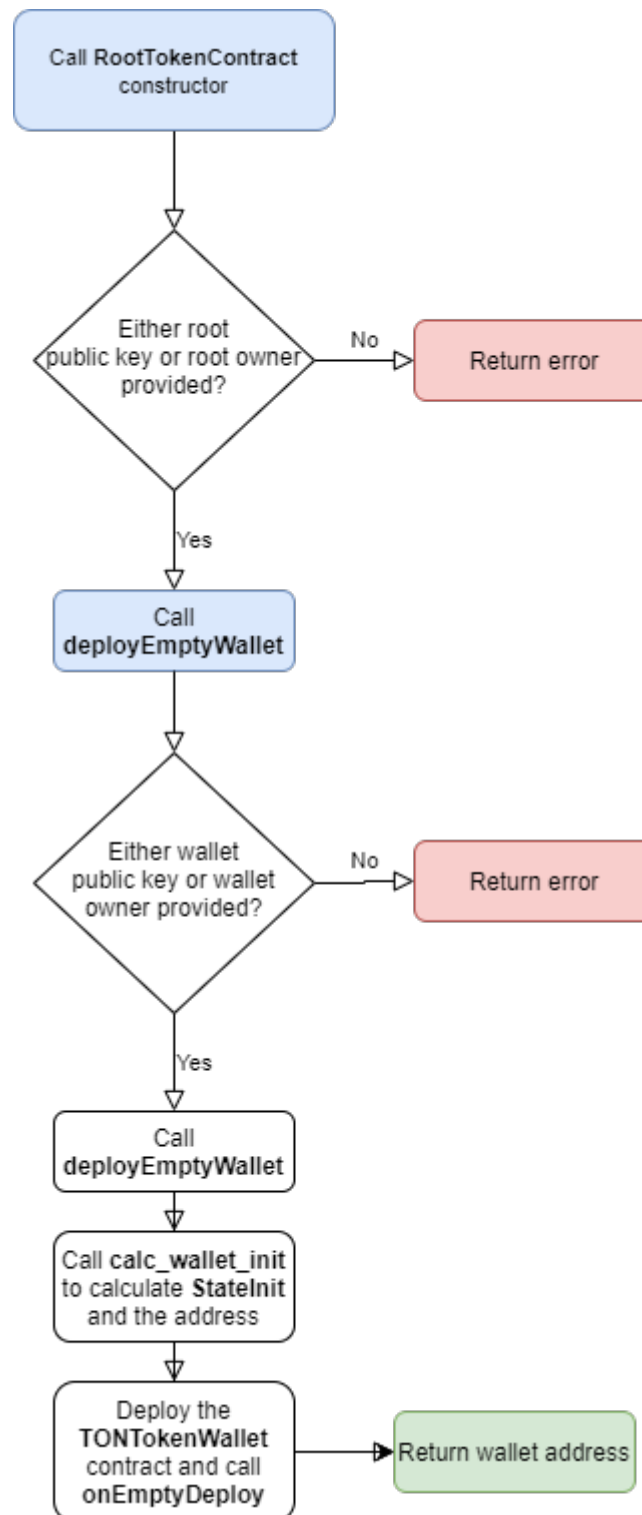 Call RootTokenContract
constructor
Either root
public key or root owner
provided?
No
Return error
Yes
Call
deployEmptyWallet
Either wallet
public key or wallet
owner provided?
No
Return error
Yes
Call
deployEmptyWallet
Call calc_wallet_init
to calculate StateInit
and the address
Deploy the
TONTokenWallet
contract and call
onEmptyDeploy
Return wallet address